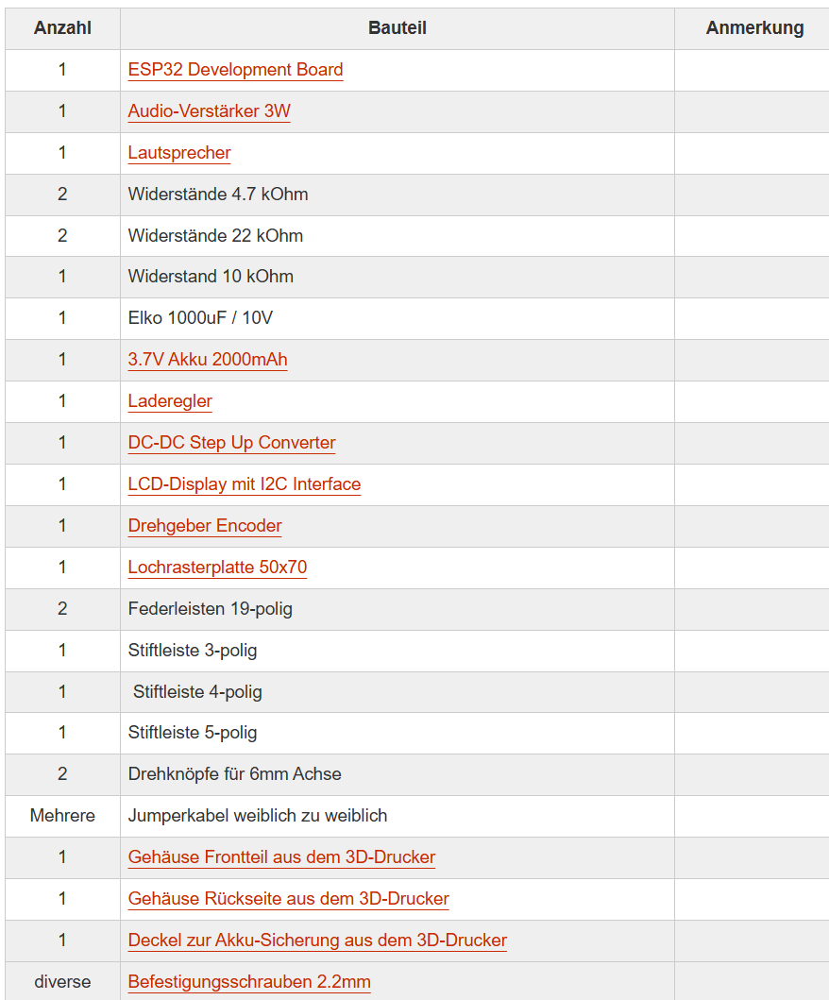 Anzahl Bauteil Anmerkung
1 ESP32 Development Board
1 Audio-Verstärker 3W
1 Lautsprecher
2 Widerstände 4.7 kOhm
2 Widerstände 22 kOhm
1 Widerstand 10 kOhm
1 Elko 1000uF / 10V
1 3.7V Akku 2000mAh
1 Laderegler
1 DC-DC Step Up Converter
1 LCD-Display mit I2C Interface
1 Drehgeber Encoder
1 Lochrasterplatte 50x70
2 Federleisten 19-polig
1 Stiftleiste 3-polig
1 Stiftleiste 4-polig
1 Stiftleiste 5-polig
2 Drehknöpfe für 6mm Achse
Mehrere Jumperkabel weiblich zu weiblich
1 Gehäuse Frontteil aus dem 3D-Drucker
1 Gehäuse Rückseite aus dem 3D-Drucker
1 Deckel zur Akku-Sicherung aus dem 3D-Drucker
diverse Befestigungsschrauben 2.2mm